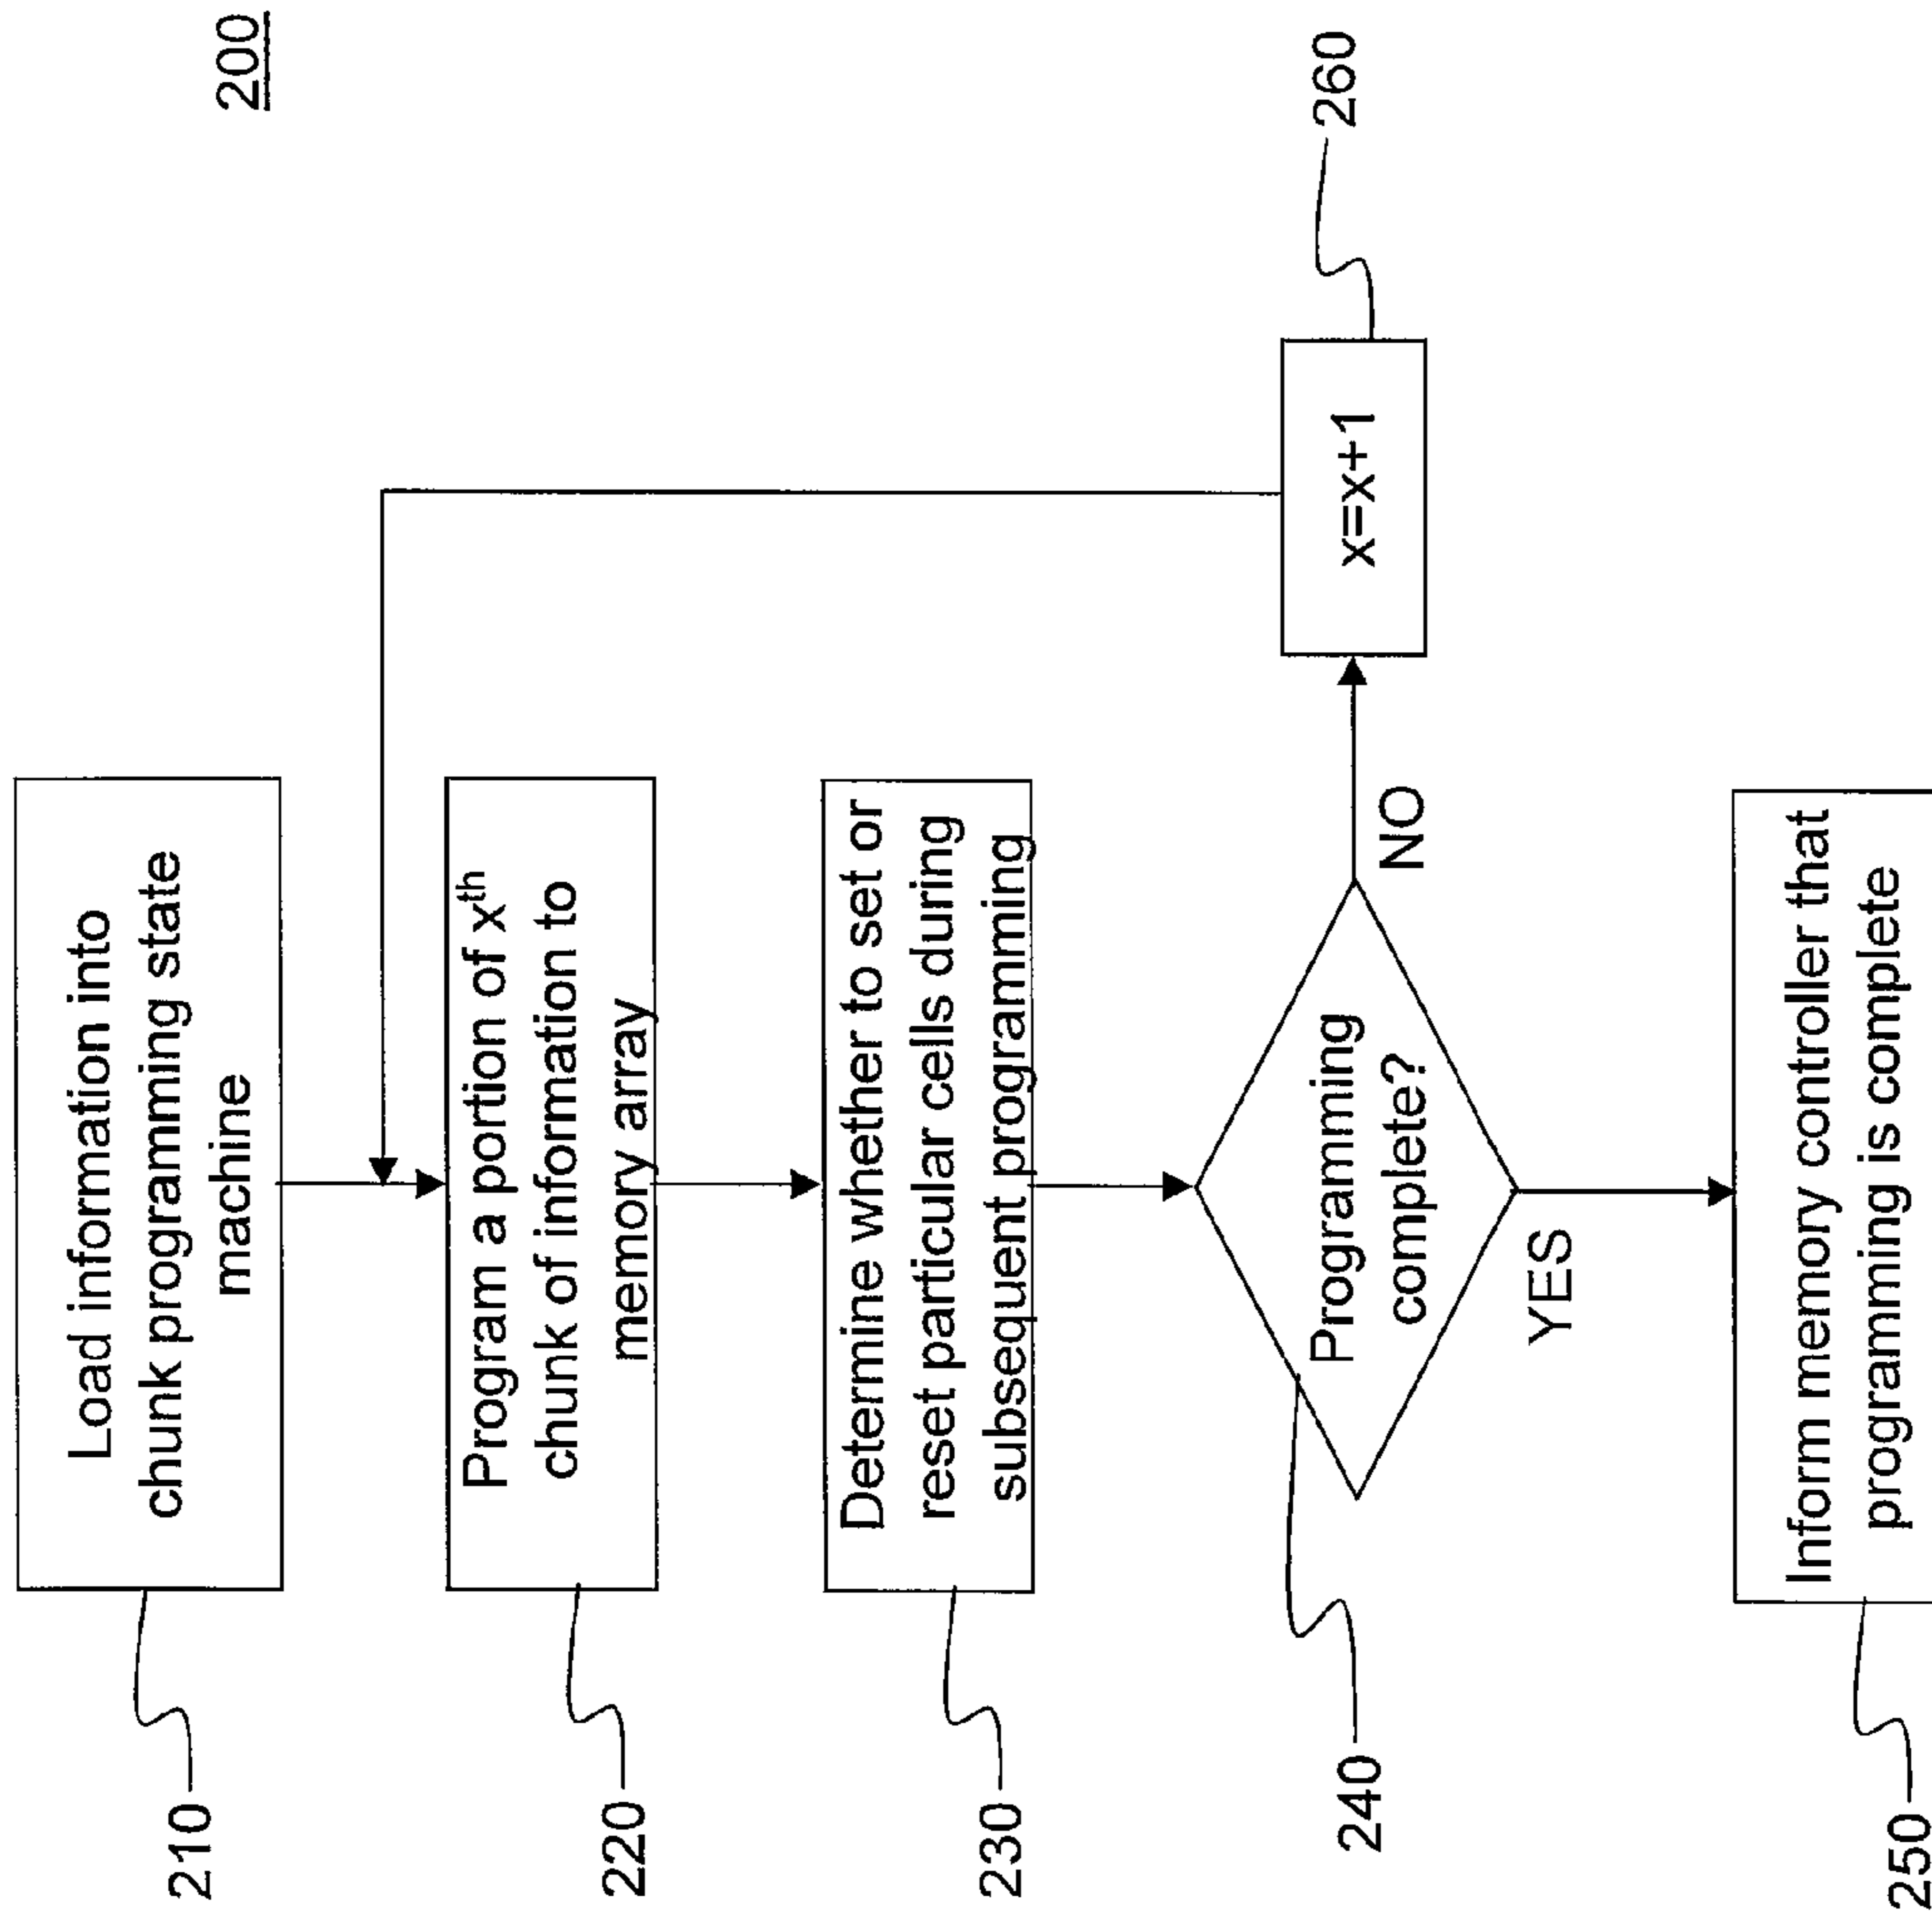 200
210
Load information into
chunk programming state
machine
220
Program a portion of xth
chunk of information to
memory array
230
Determine whether to set or
reset particular cells during
subsequent programming
240
Programming
complete?
NO
x=x+1
260
YES
250
Inform memory controller that
programming is complete